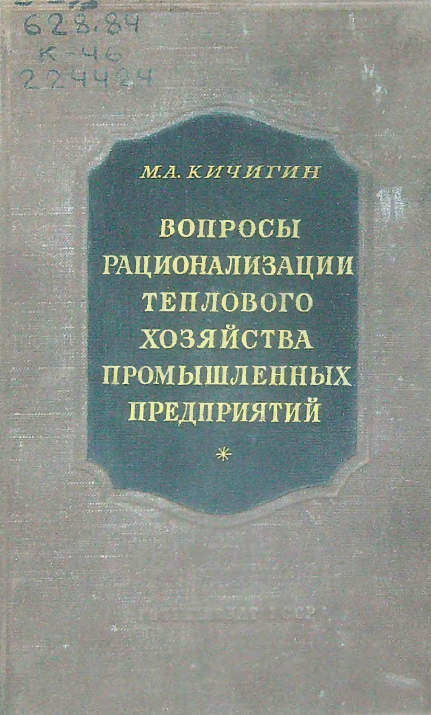 628.84
К-46
224424
М.А. КИЧИГИН
ВОПРОСЫ
РАЦИОНАЛИЗАЦИИ
ТЕПЛОВОГО
ХОЗЯЙСТВА
ПРОМЫШЛЕННЫХ
ПРЕДПРИЯТИЙ
*